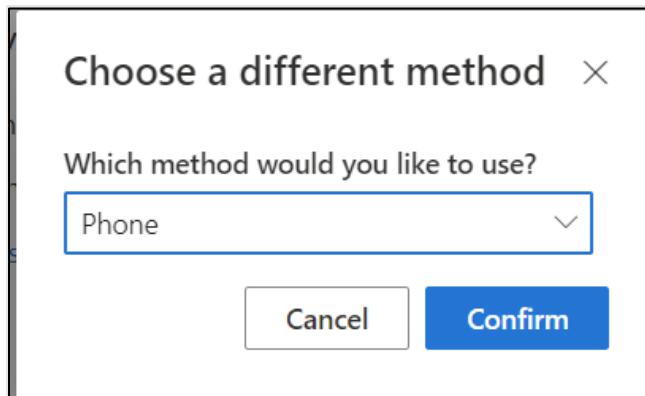 Choose a different method
Which method would you like to use?
Phone
Cancel Confirm